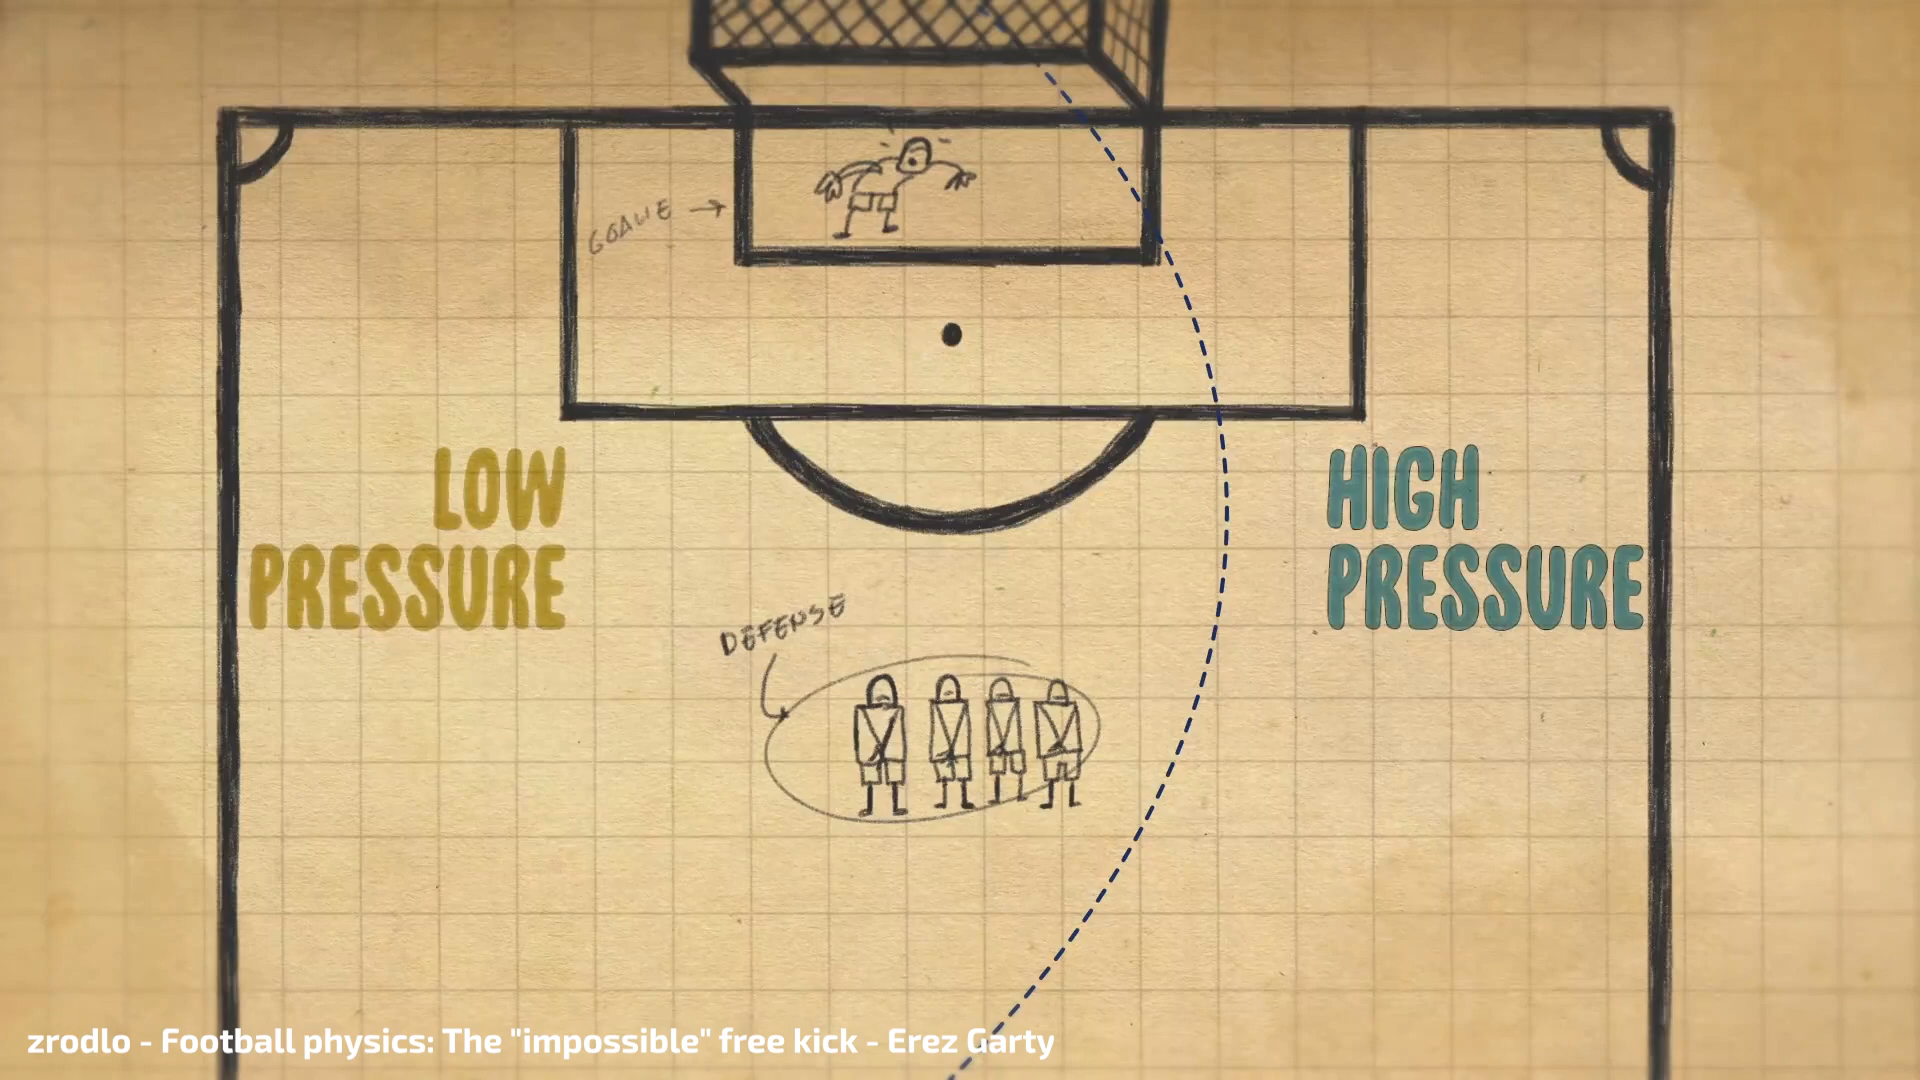 GOALIE
LOW
PRESSURE
HIGH
PRESSURE
DEFENSE
zrodlo - Football physics: The "impossible" free kick - Erez Garty